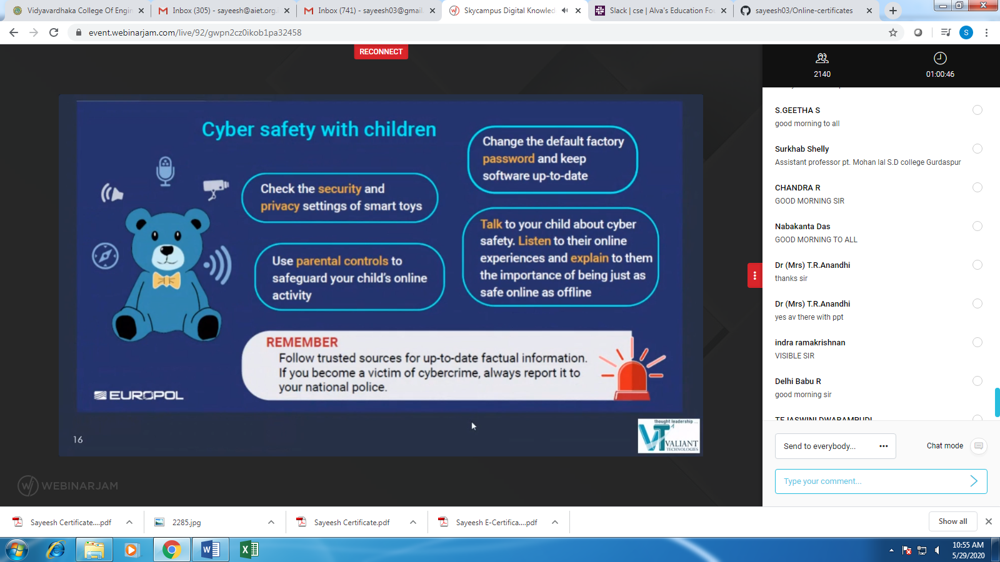 Vidyavardhaka College Of Engin
Inbox (305) - sayeesh@aiet.org.
Inbox (741) - sayeesh03@gmail.
Skycampus Digital Knowled
Slack | cse | Alva's Education Fou
sayeesh03/Online-certificates
event.webinarjam.com/live/92/gwpn2cz0ikob1pa32458
S
RECONNECT
2140
01:00:46
Cyber safety with children
Check the security and
privacy settings of smart toys
Use parental controls to
safeguard your child's online
activity
Change the default factory
password and keep
software up-to-date
Talk to your child about cyber
safety. Listen to their online
experiences and explain to them
the importance of being just as
safe online as offline
REMEMBER
Follow trusted sources for up-to-date factual information.
If you become a victim of cybercrime, always report it to
your national police.
EUROPOL
16
thought leadership ...
VT
VALIANT
TECHNOLOGIES
WEBINARJAM
S.GEETHA S
good morning to all
Surkhab Shelly
Assistant professor pt. Mohan lal S.D college Gurdaspur
CHANDRA R
GOOD MORNING SIR
Nabakanta Das
GOOD MORNING TO ALL
Dr (Mrs) T.R.Anandhi
thanks sir
Dr (Mrs) T.R.Anandhi
yes av there with ppt
indra ramakrishnan
VISIBLE SIR
Delhi Babu R
good morning sir
TEJASWINI DWARAMPUDI
Send to everybody...
Chat mode
Type your comment...
Sayeesh Certificate....pdf
2285.jpg
Sayeesh Certificate.pdf
Sayeesh E-Certifica....pdf
Show all
10:55 AM
5/29/2020